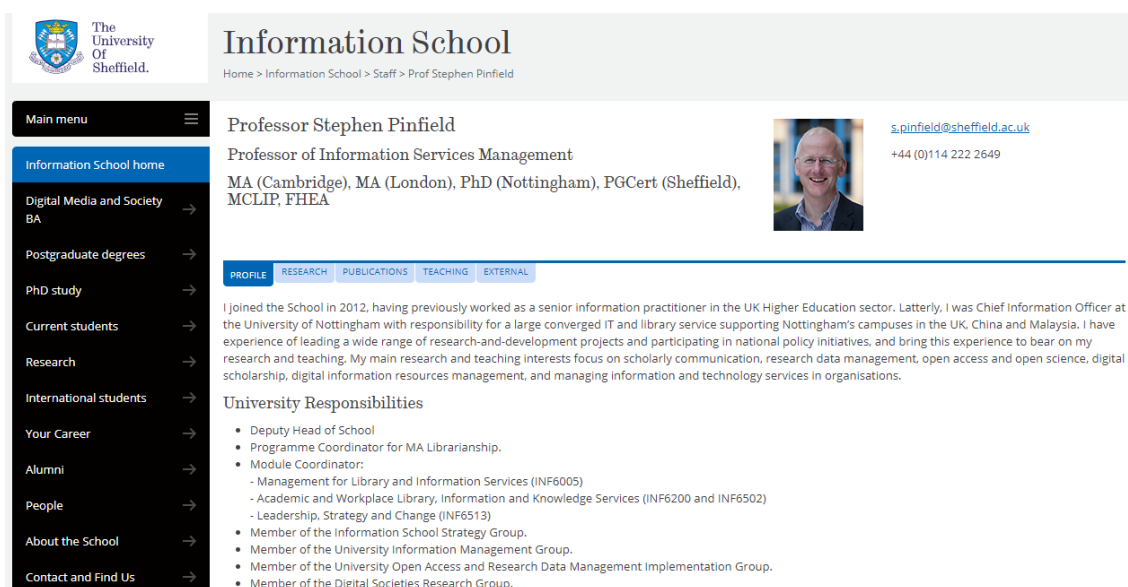 The
University
Of
Sheffield.
Information School
Home > Information School > Staff > Prof Stephen Pinfield
Main menu
Information School home
Digital Media and Society
BA
Postgraduate degrees
PhD study
Current students
Research
International students
Your Career
Alumni
People
About the School
Contact and Find Us
Professor Stephen Pinfield
Professor of Information Services Management
MA (Cambridge), MA (London), PhD (Nottingham), PGCert (Sheffield),
MCLIP, FHEA
s.pinfield@sheffield.ac.uk
+44 (0)114 222 2649
PROFILE RESEARCH PUBLICATIONS TEACHING EXTERNAL
I joined the School in 2012, having previously worked as a senior information practitioner in the UK Higher Education sector. Latterly, I was Chief Information Officer at
the University of Nottingham with responsibility for a large converged IT and library service supporting Nottingham's campuses in the UK, China and Malaysia. I have
experience of leading a wide range of research-and-development projects and participating in national policy initiatives, and bring this experience to bear on my
research and teaching. My main research and teaching interests focus on scholarly communication, research data management, open access and open science, digital
scholarship, digital information resources management, and managing information and technology services in organisations.
University Responsibilities
• Deputy Head of School
• Programme Coordinator for MA Librarianship.
• Module Coordinator:
- Management for Library and Information Services (INF6005)
- Academic and Workplace Library, Information and Knowledge Services (INF6200 and INF6502)
- Leadership, Strategy and Change (INF6513)
• Member of the Information School Strategy Group.
• Member of the University Information Management Group.
• Member of the University Open Access and Research Data Management Implementation Group.
• Member of the Digital Societies Research Group.